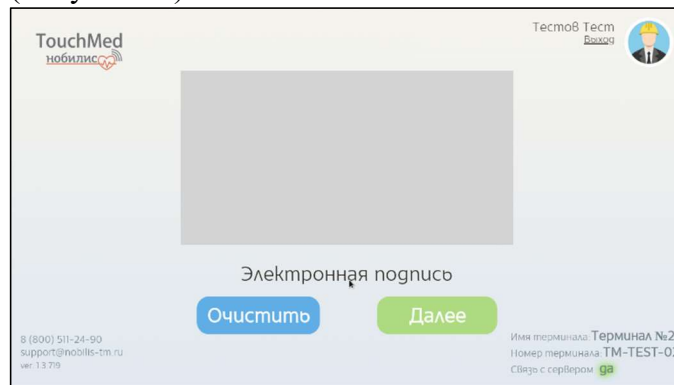 TouchMed
нобилис
Тестов Тест
Выход
Электронная подпись
Очистить
Далее
8 (800) 511-24-90
support@nobilis-tm.ru
ver. 1.3.719
Имя терминала: Терминал №2
Номер терминала: TM-TEST-02
Связь с сервером: да